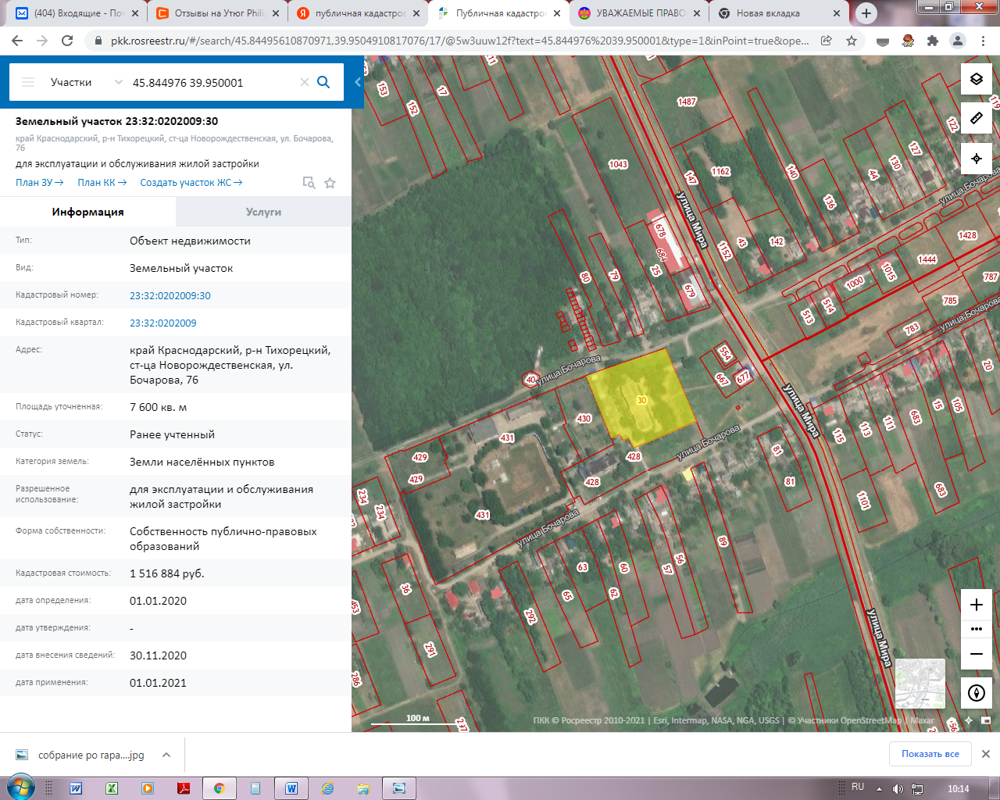 (404) Входящие - По
Отзывы на Утюг Phili
публичная кадастров
Публичная кадастро
УВАЖАЕМЫЕ ПРАВО
Новая вкладка
pkk.rosreestr.ru/#/search/45.84495610870971,39.9504910817076/17/@5w3uuw12f?text=45.844976%2039.950001&type=1&inPoint=true&ope...
Участки
45.844976 39.950001
Земельный участок 23:32:0202009:30
край Краснодарский, р-н Тихорецкий, ст-ца Новорождественская, ул. Бочарова,
76
для эксплуатации и обслуживания жилой застройки
План ЗУ → План КК → Создать участок ЖС →
Информация
Услуги
Тип: Объект недвижимости
Вид: Земельный участок
Кадастровый номер: 23:32:0202009:30
Кадастровый квартал: 23:32:0202009
Адрес: край Краснодарский, р-н Тихорецкий,
ст-ца Новорождественская, ул.
Бочарова, 76
Площадь уточненная: 7 600 кв. м
Статус: Ранее учтенный
Категория земель: Земли населённых пунктов
Разрешенное
использование:
для эксплуатации и обслуживания
жилой застройки
Форма собственности: Собственность публично-правовых
образований
Кадастровая стоимость: 1 516 884 руб.
дата определения: 01.01.2020
дата утверждения: -
дата внесения сведений: 30.11.2020
дата применения: 01.01.2021
153
152
17
1487
1043
147
1162
140
136
44
130
127
122
119
улица Бочарова
улица Мира
678
684
25
679
1152
43
142
80
79
1428
1444
1015
1000
514
513
787
785
783
улица Бочарова
улица Бочарова
40
554
667
677
20
30
430
431
улица Мира
улица Бочарова
429
429
428
428
81
81
115
113
111
683
15
105
234
234
431
улица Бочарова
1101
683
89
63
60
57
56
65
62
36
453
292
291
286
297
улица Мира
56
100 м
ПКК © Росреестр 2010-2021 | Esri, Intermap, NASA, NGA, USGS | © Участники OpenStreetMap | Maxar
собрание ро гара....jpg
Показать все
RU
10:14